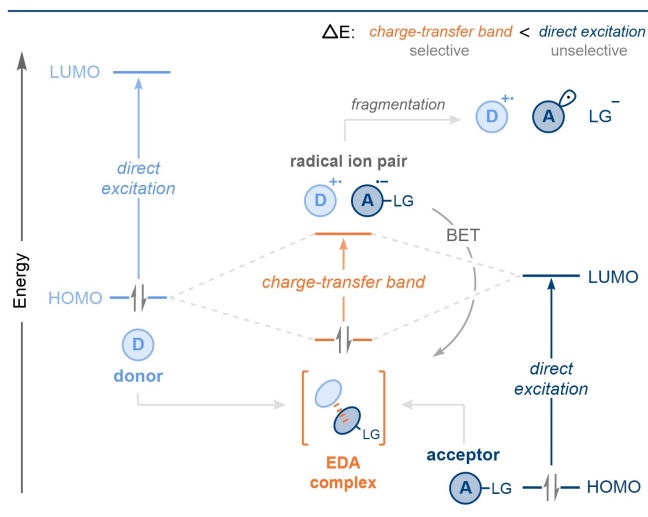 ΔE: charge-transfer band < direct excitation
selective unselective
LUMO
fragmentation
D+• A• LG–
radical ion pair
direct
excitation
D+• A•––LG
BET
Energy
charge-transfer band
LUMO
HOMO
D
donor
direct
excitation
LG
EDA
complex
acceptor
A–LG
HOMO